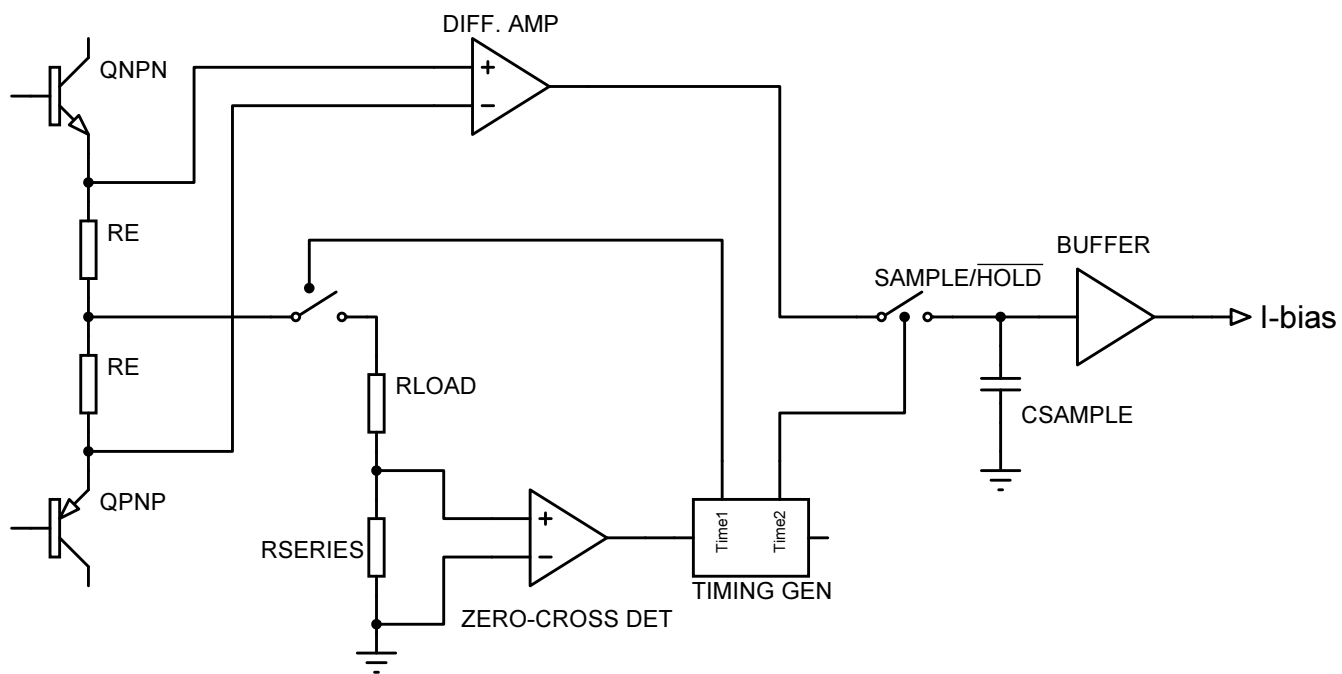 DIFF. AMP
QNPN
+
−
RE
BUFFER
SAMPLE/HOLD
I-bias
RE
RLOAD
CSAMPLE
QPNP
Time1
Time2
+
−
RSERIES
TIMING GEN
ZERO-CROSS DET